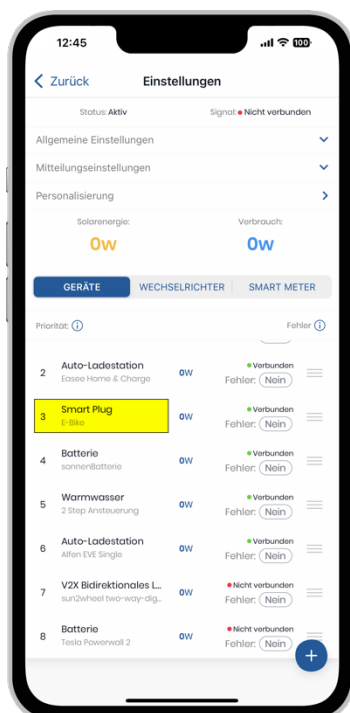 12:45
100
Zurück
Einstellungen
Status: Aktiv
Signal: Nicht verbunden
Allgemeine Einstellungen
Mitteilungseinstellungen
Personalisierung
Solarenergie:
Verbrauch:
0w
0w
GERÄTE
WECHSELRICHTER
SMART METER
Priorität:
Fehler
2
Auto-Ladestation
Easee Home & Charge
0W
Verbunden
Fehler: Nein
3
Smart Plug
E-Bike
0W
Verbunden
Fehler: Nein
4
Batterie
sonnenBatterie
0W
Verbunden
Fehler: Nein
5
Warmwasser
2 Step Ansteuerung
0W
Verbunden
Fehler: Nein
6
Auto-Ladestation
Alfen EVE Single
0W
Verbunden
Fehler: Nein
7
V2X Bidirektionales L...
sun2wheel two-way-dig...
0W
Nicht verbunden
Fehler: Nein
8
Batterie
Tesla Powerwall 2
0W
Nicht verbunden
Fehler: Nein